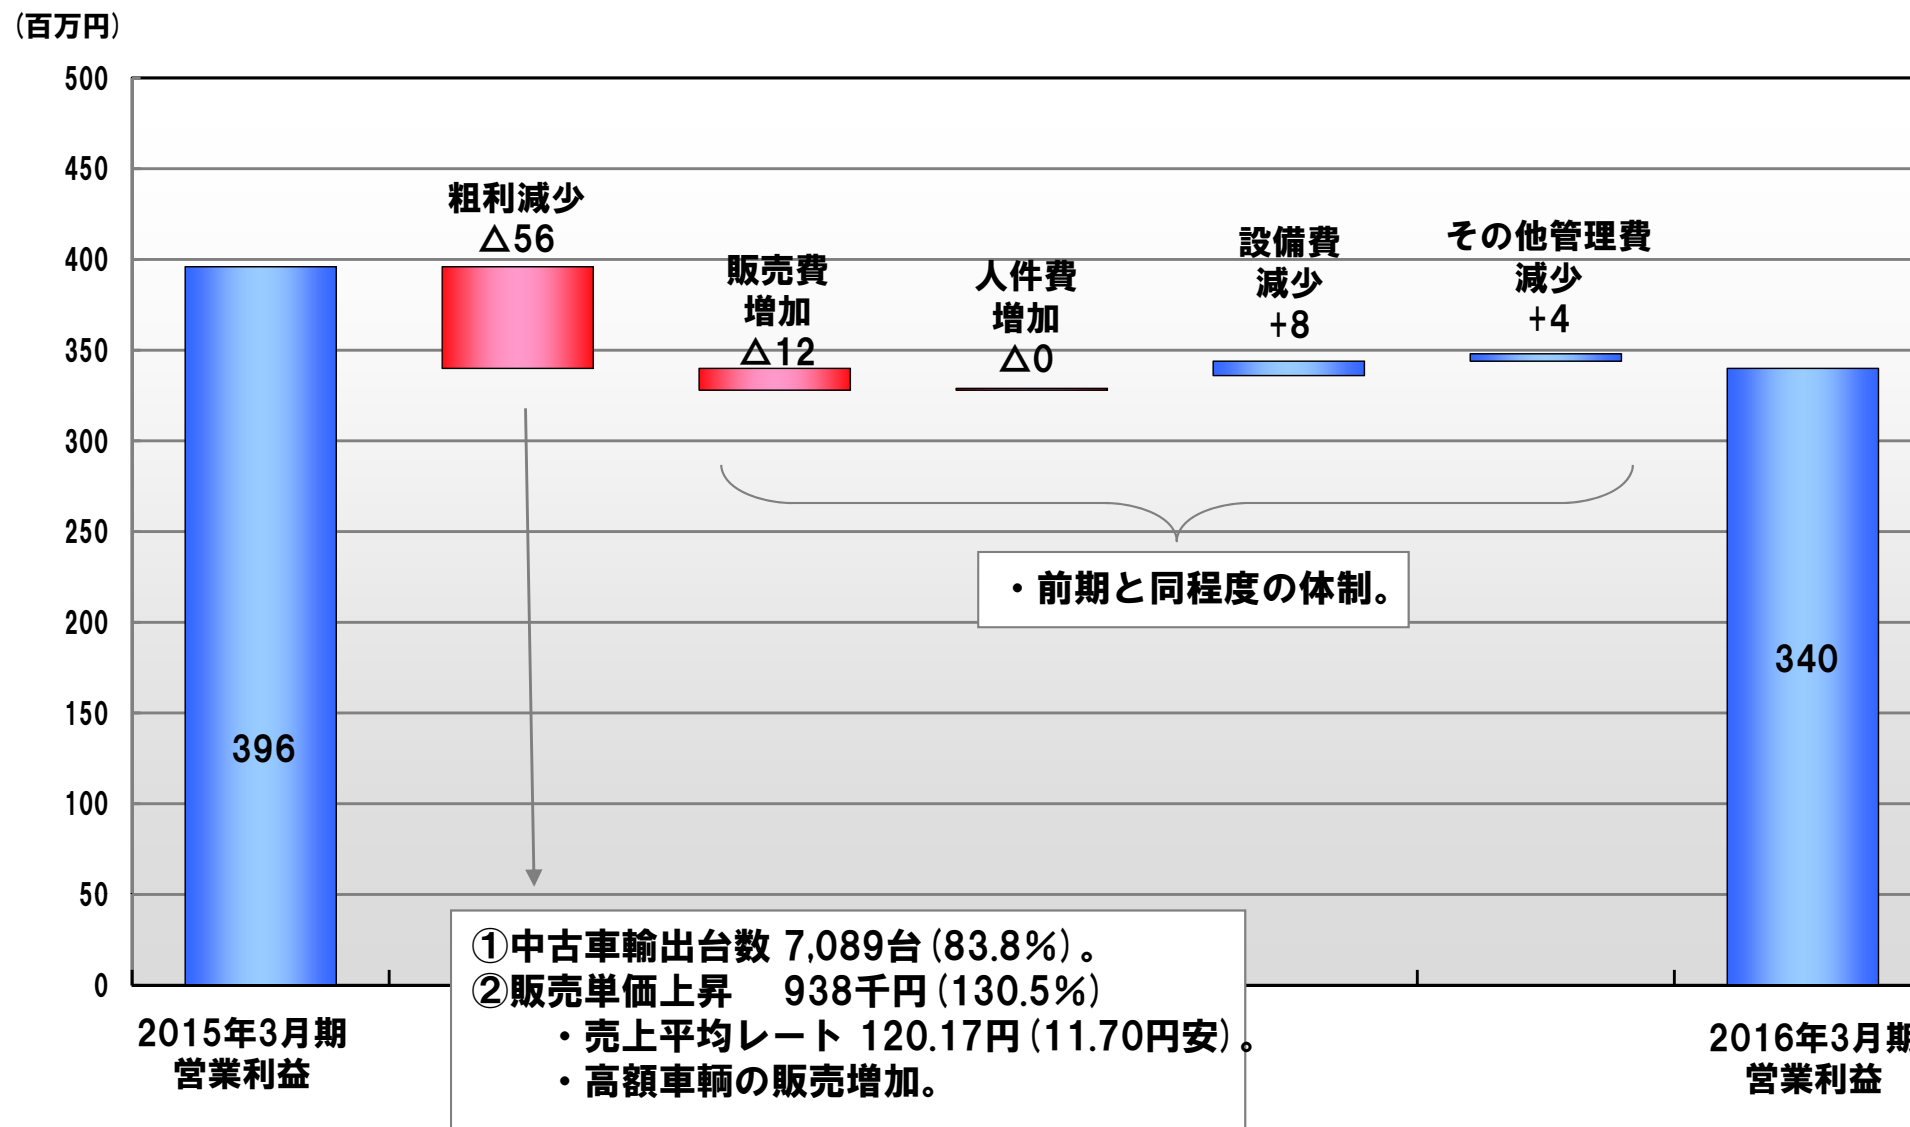 (百万円)
500
450
400
350
300
250
200
150
100
50
0
粗利減少
△56
販売費
増加
△12
人件費
増加
△0
設備費
減少
+8
その他管理費
減少
+4
・前期と同程度の体制。
396
340
①中古車輸出台数 7,089台(83.8%)。
②販売単価上昇 938千円(130.5%)
・売上平均レート 120.17円(11.70円安)。
・高額車輌の販売増加。
2015年3月期
営業利益
2016年3月期
営業利益